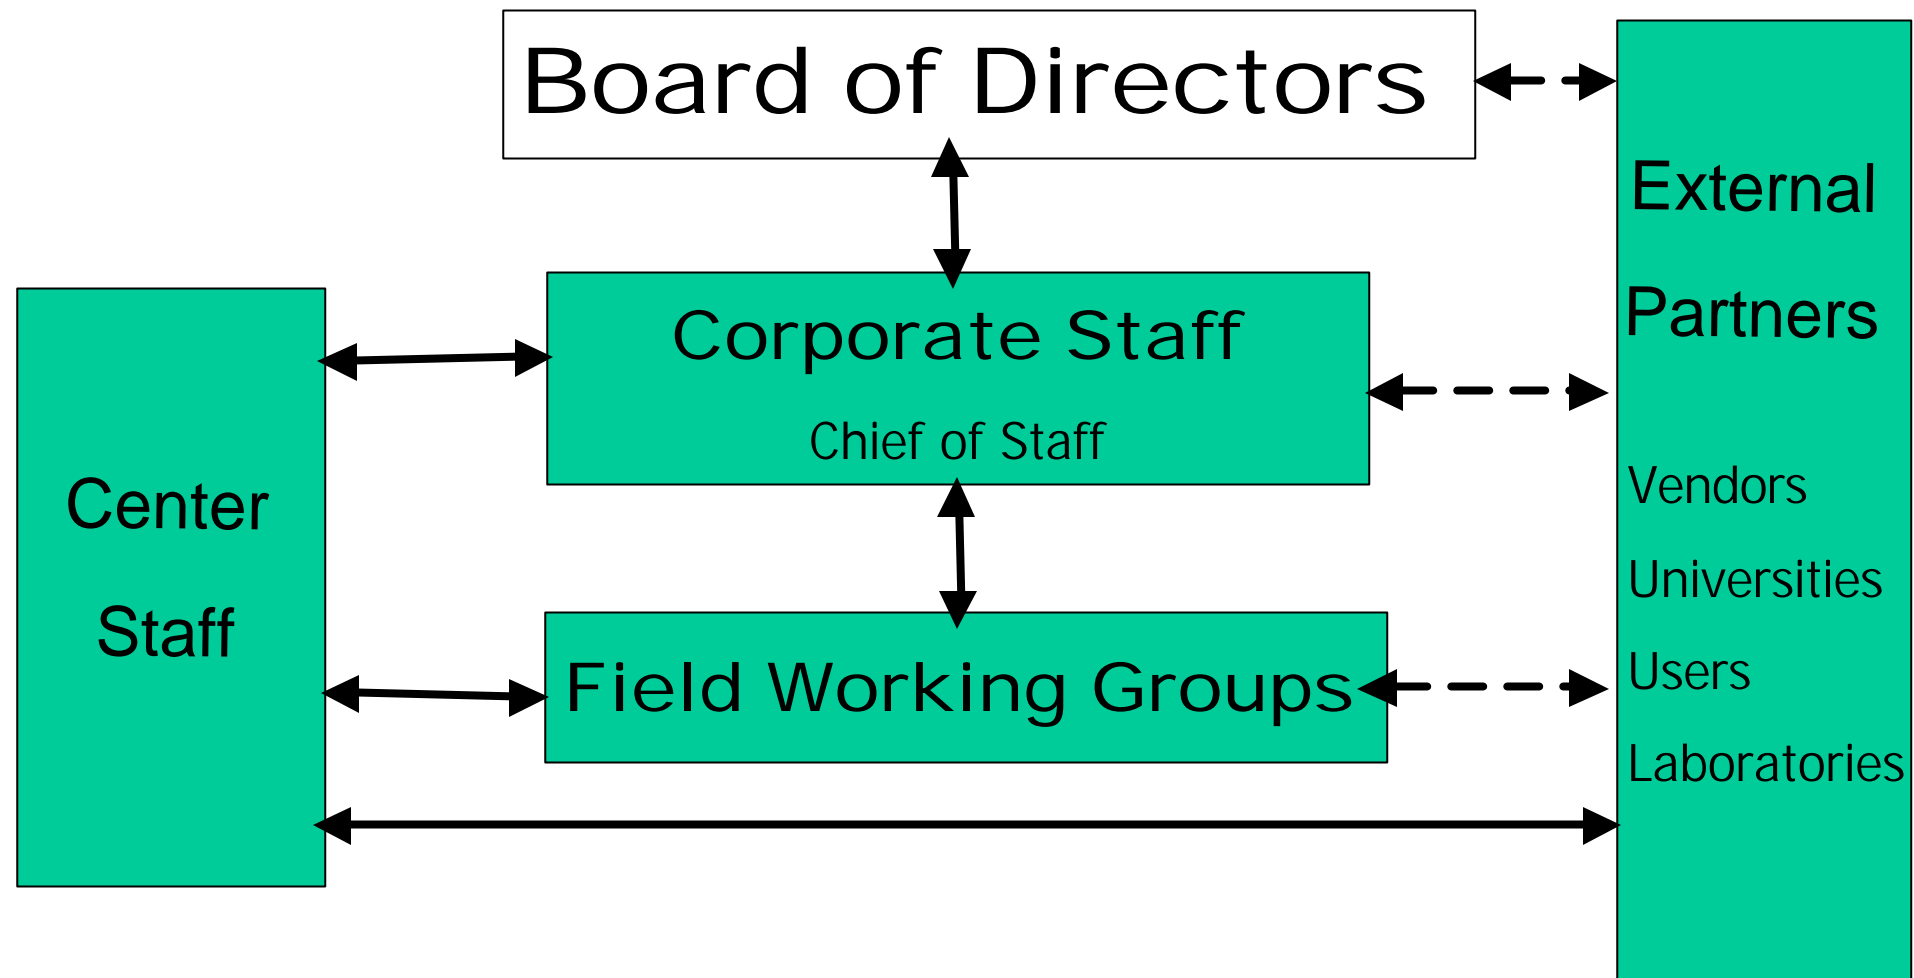 Board of Directors
External
Partners
Vendors
Universities
Users
Laboratories
Corporate Staff
Chief of Staff
Center
Staff
Field Working Groups